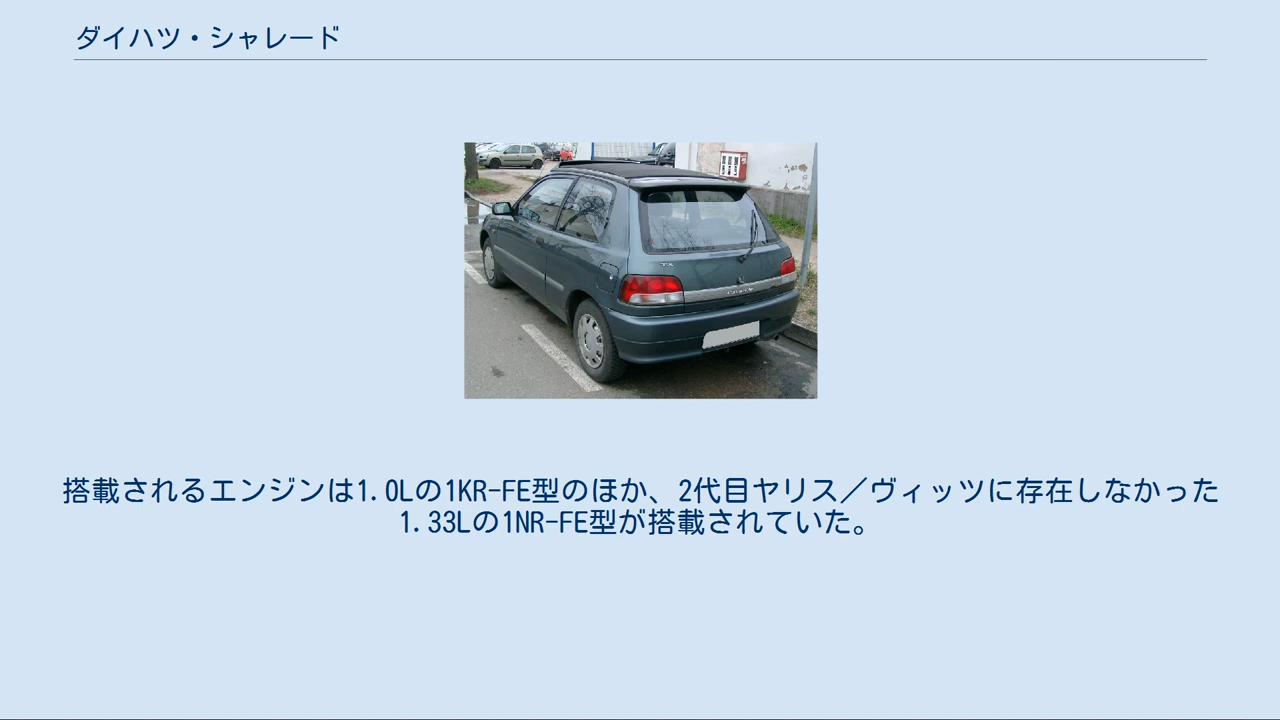 ダイハツ・シャレード
搭載されるエンジンは1.0Lの1KR-FE型のほか、2代目ヤリス／ヴィッツに存在しなかった
1.33Lの1NR-FE型が搭載されていた。